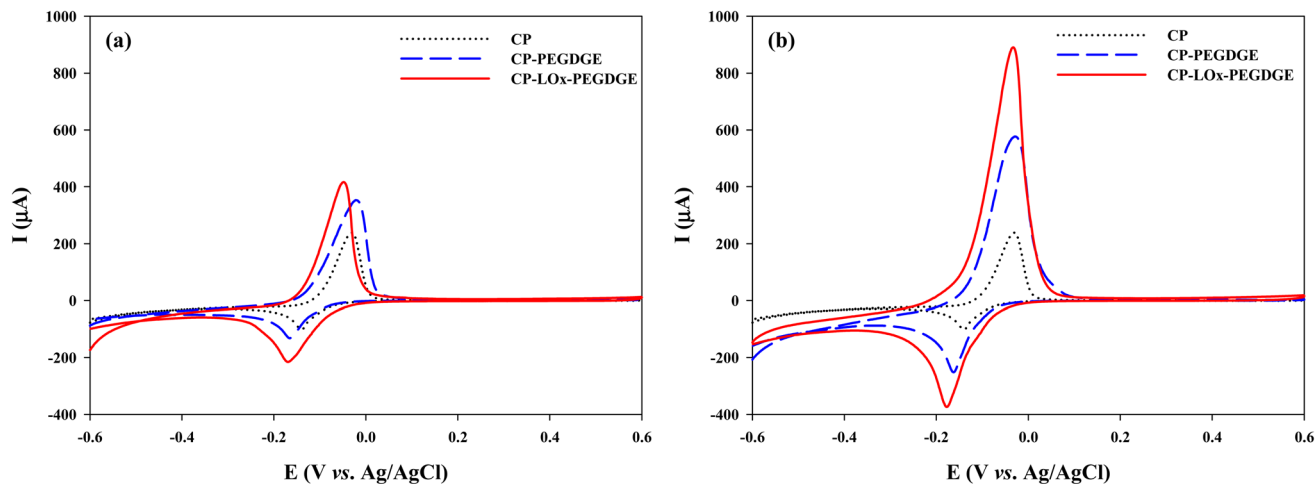 (a)
CP
CP-PEGDGE
CP-LOx-PEGDGE
1000
800
600
400
200
0
-200
-400
I (µA)
-0.6 -0.4 -0.2 0.0 0.2 0.4 0.6
E (V vs. Ag/AgCl)
(b)
CP
CP-PEGDGE
CP-LOx-PEGDGE
1000
800
600
400
200
0
-200
-400
I (µA)
-0.6 -0.4 -0.2 0.0 0.2 0.4 0.6
E (V vs. Ag/AgCl)